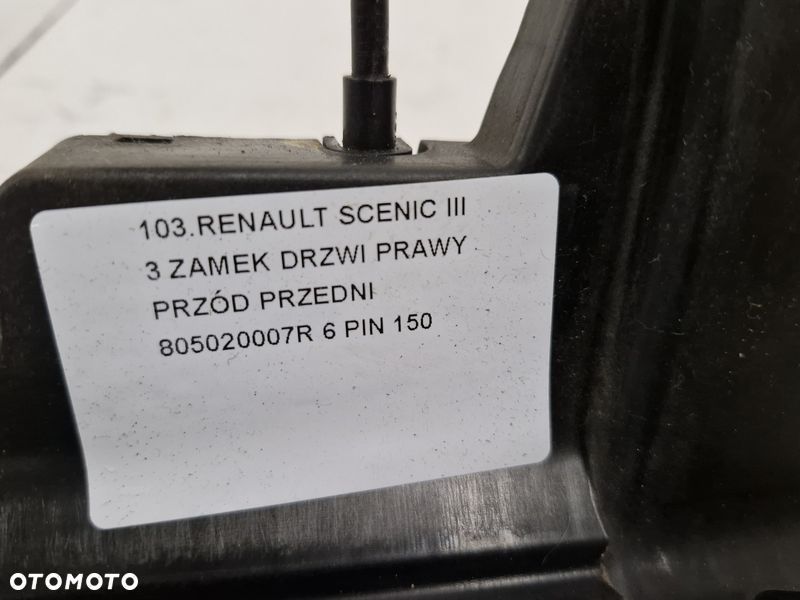 103.RENAULT SCENIC III
3 ZAMEK DRZWI PRAWY
PRZÓD PRZEDNI
805020007R 6 PIN 150
OTOMOTO